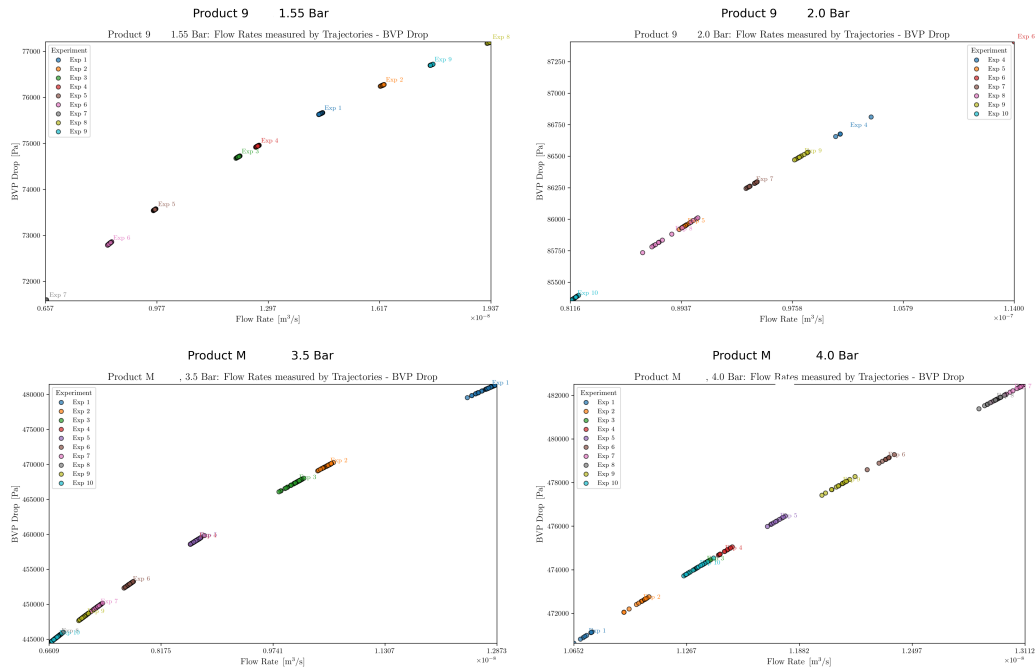 Product 9 1.55 Bar
Product 9 1.55 Bar: Flow Rates measured by Trajectories - BVP Drop
BVP Drop [Pa]
77000
76000
75000
74000
73000
72000
Experiment
Exp 1
Exp 2
Exp 3
Exp 4
Exp 5
Exp 6
Exp 7
Exp 8
Exp 9
Exp 8
Exp 9
Exp 2
Exp 1
Exp 4
Exp 3
Exp 5
Exp 6
Exp 7
0.657
0.977
1.297
1.617
1.937
Flow Rate [m³/s]
×10⁻⁸
Product 9 2.0 Bar
Product 9 2.0 Bar: Flow Rates measured by Trajectories - BVP Drop
BVP Drop [Pa]
87250
87000
86750
86500
86250
86000
85750
85500
Experiment
Exp 4
Exp 5
Exp 6
Exp 7
Exp 8
Exp 9
Exp 10
Exp 6
Exp 4
Exp 9
Exp 7
Exp 10
0.8116
0.8937
0.9758
1.0579
1.1400
Flow Rate [m³/s]
×10⁻⁷
Product M 3.5 Bar
Product M , 3.5 Bar: Flow Rates measured by Trajectories - BVP Drop
BVP Drop [Pa]
480000
475000
470000
465000
460000
455000
450000
445000
Experiment
Exp 1
Exp 2
Exp 3
Exp 4
Exp 5
Exp 6
Exp 7
Exp 8
Exp 9
Exp 10
Exp 1
Exp 2
Exp 3
Exp 6
Exp 7
0.6609
0.8175
0.9741
1.1307
1.2873
Flow Rate [m³/s]
×10⁻⁸
Product M 4.0 Bar
Product M , 4.0 Bar: Flow Rates measured by Trajectories - BVP Drop
BVP Drop [Pa]
482000
480000
478000
476000
474000
472000
Experiment
Exp 1
Exp 2
Exp 3
Exp 4
Exp 5
Exp 6
Exp 7
Exp 8
Exp 9
Exp 10
Exp 6
Exp 5
Exp 4
Exp 2
Exp 1
1.0652
1.1267
1.1882
1.2497
Flow Rate [m³/s]